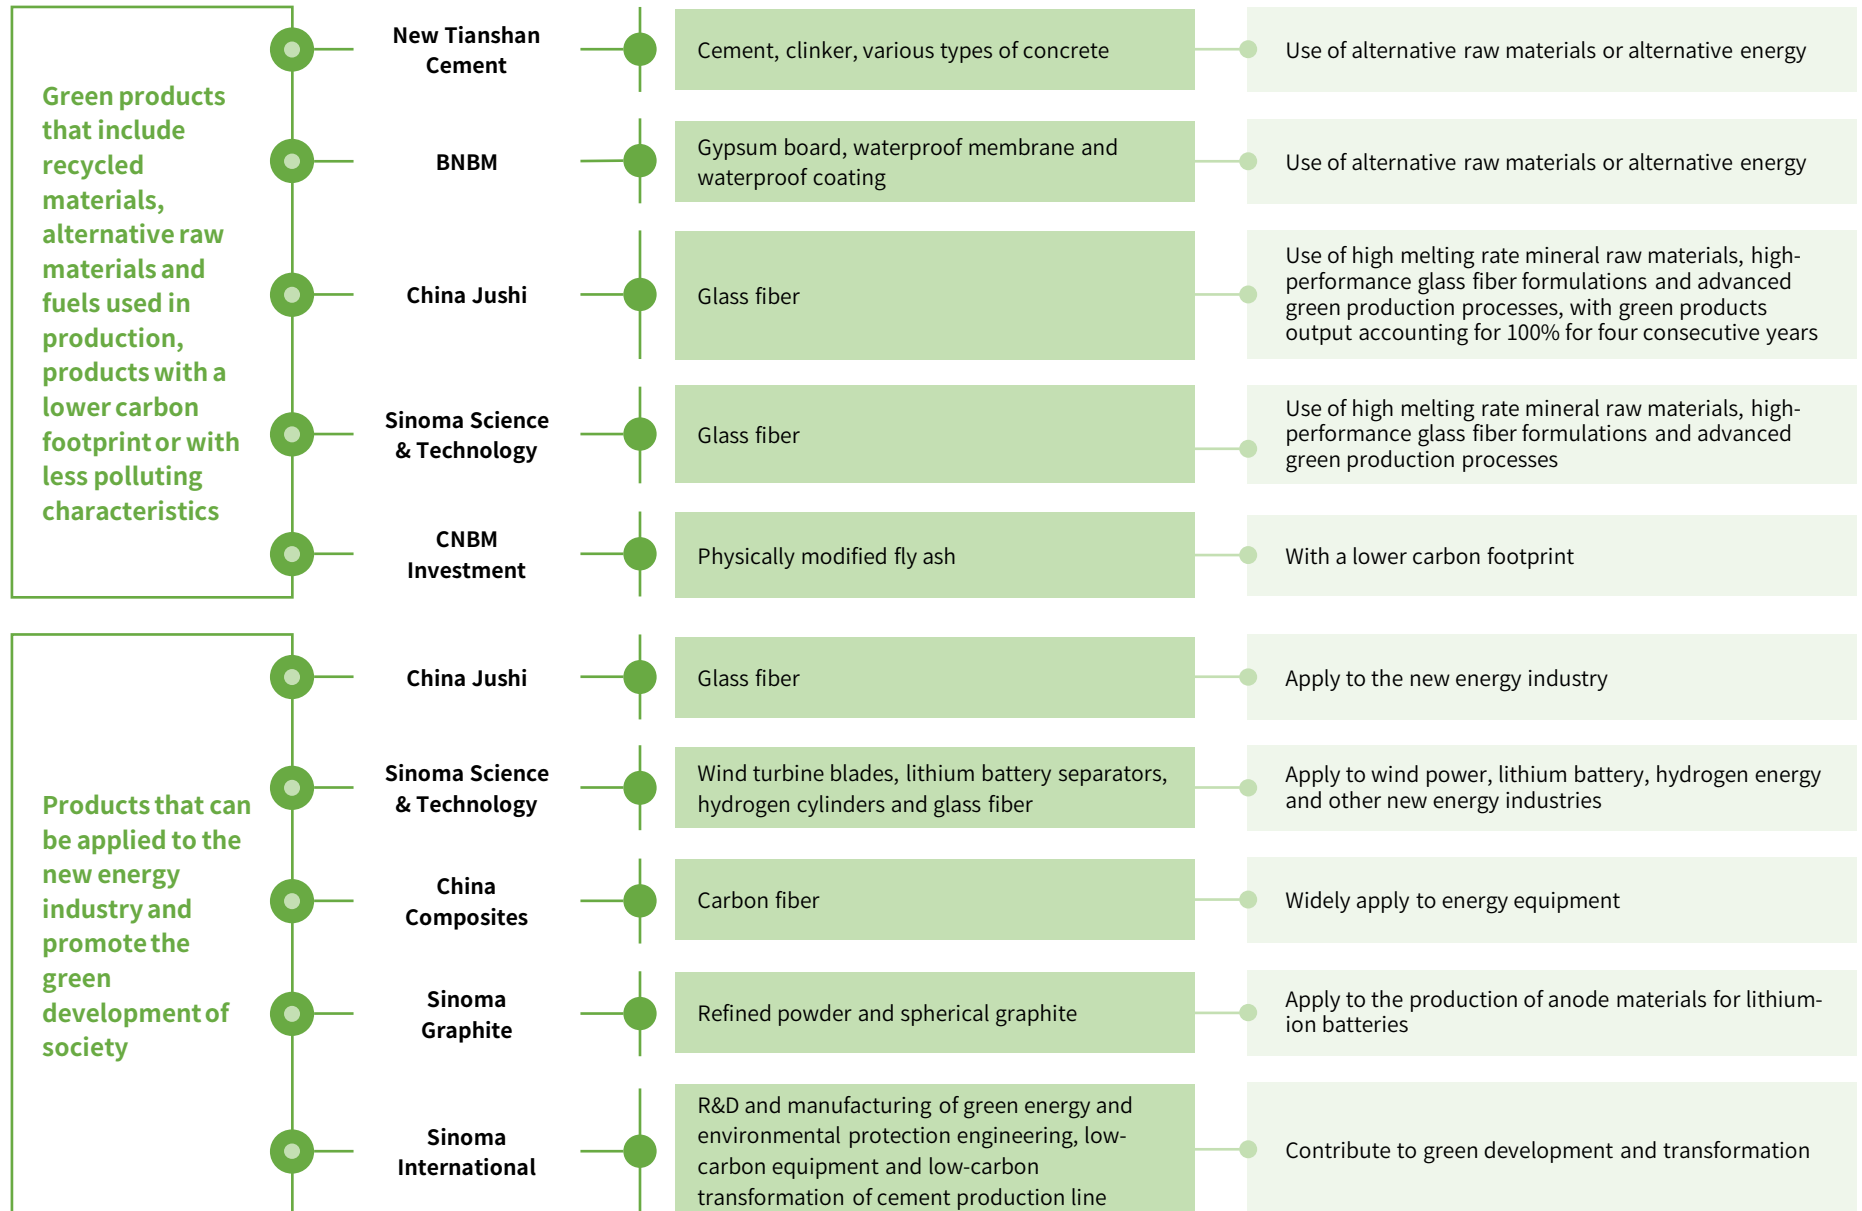 Green products
that include
recycled
materials,
alternative raw
materials and
fuels used in
production,
products with a
lower carbon
footprint or with
less polluting
characteristics
New Tianshan
Cement
Cement, clinker, various types of concrete
Use of alternative raw materials or alternative energy
BNBM
Gypsum board, waterproof membrane and
waterproof coating
Use of alternative raw materials or alternative energy
China Jushi
Glass fiber
Use of high melting rate mineral raw materials, high-
performance glass fiber formulations and advanced
green production processes, with green products
output accounting for 100% for four consecutive years
Sinoma Science
& Technology
Glass fiber
Use of high melting rate mineral raw materials, high-
performance glass fiber formulations and advanced
green production processes
CNBM
Investment
Physically modified fly ash
With a lower carbon footprint
Products that can
be applied to the
new energy
industry and
promote the
green
development of
society
China Jushi
Glass fiber
Apply to the new energy industry
Sinoma Science
& Technology
Wind turbine blades, lithium battery separators,
hydrogen cylinders and glass fiber
Apply to wind power, lithium battery, hydrogen energy
and other new energy industries
China
Composites
Carbon fiber
Widely apply to energy equipment
Sinoma
Graphite
Refined powder and spherical graphite
Apply to the production of anode materials for lithium-
ion batteries
Sinoma
International
R&D and manufacturing of green energy and
environmental protection engineering, low-
carbon equipment and low-carbon
transformation of cement production line
Contribute to green development and transformation